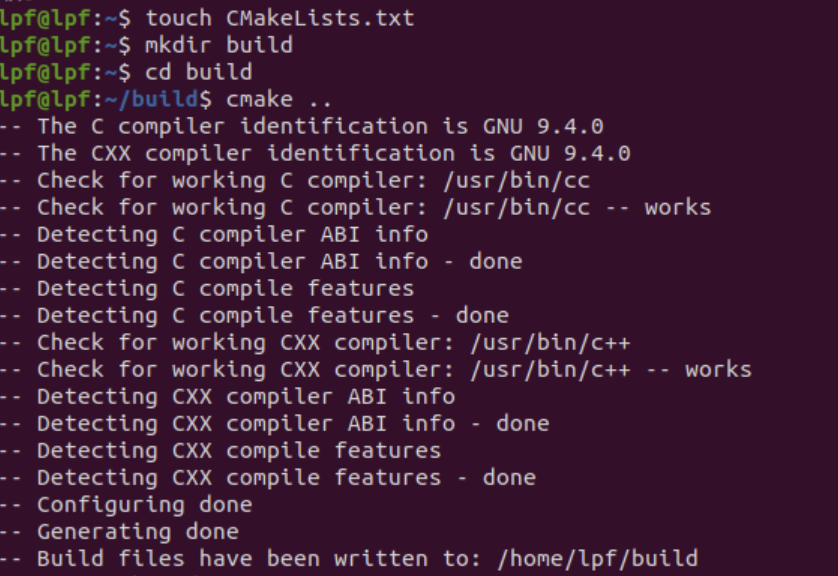 lpf@lpf:~$ touch CMakeLists.txt
lpf@lpf:~$ mkdir build
lpf@lpf:~$ cd build
lpf@lpf:~/build$ cmake ..
-- The C compiler identification is GNU 9.4.0
-- The CXX compiler identification is GNU 9.4.0
-- Check for working C compiler: /usr/bin/cc
-- Check for working C compiler: /usr/bin/cc -- works
-- Detecting C compiler ABI info
-- Detecting C compiler ABI info - done
-- Detecting C compile features
-- Detecting C compile features - done
-- Check for working CXX compiler: /usr/bin/c++
-- Check for working CXX compiler: /usr/bin/c++ -- works
-- Detecting CXX compiler ABI info
-- Detecting CXX compiler ABI info - done
-- Detecting CXX compile features
-- Detecting CXX compile features - done
-- Configuring done
-- Generating done
-- Build files have been written to: /home/lpf/build